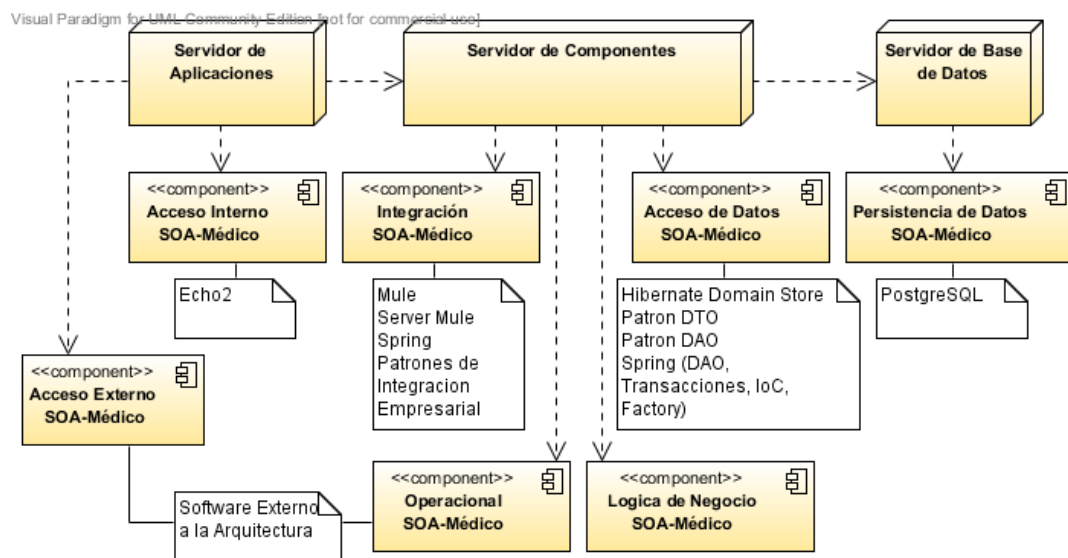 Visual Paradigm for UML Community Edition [not for commercial use]
Servidor de
Aplicaciones
Servidor de Componentes
Servidor de Base
de Datos
<<component>>
Acceso Interno
SOA-Médico
<<component>>
Integración
SOA-Médico
<<component>>
Acceso de Datos
SOA-Médico
<<component>>
Persistencia de Datos
SOA-Médico
Echo2
Mule
Server Mule
Spring
Patrones de
Integracion
Empresarial
Hibernate Domain Store
Patron DTO
Patron DAO
Spring (DAO,
Transacciones, IoC,
Factory)
PostgreSQL
<<component>>
Acceso Externo
SOA-Médico
Software Externo
a la Arquitectura
<<component>>
Operacional
SOA-Médico
<<component>>
Logica de Negocio
SOA-Médico